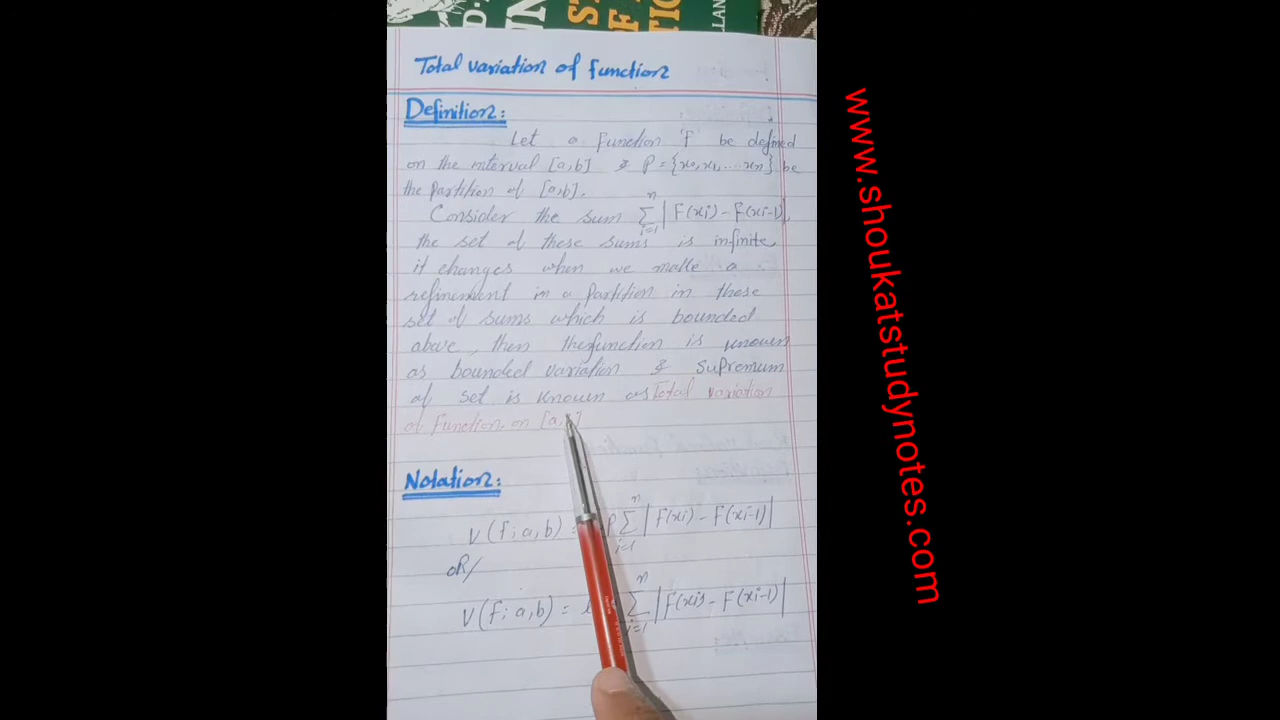 Total variation of function
Definition:
Let a function 'f' be defined
on the interval [a,b] & P = {x₀,x₁,....xn} be
the Partition of [a,b].
Consider the sum n∑i=1 |F(xi) - F(xi-1)|,
the set of these sums is infinite,
it changes when we make a
refinement in a Partition in these
set of sums which is bounded
above, then the function is known
as bounded variation & supremum
of set is known as Total variation
of Function on [a,
Notation:
V(f; a, b) = P n∑i=1 |F(xi) - F(xi-1)|
OR/
V(f; a, b) = n∑i=1 |F(xi) - F(xi-1)|
www.shoukatstudynotes.com